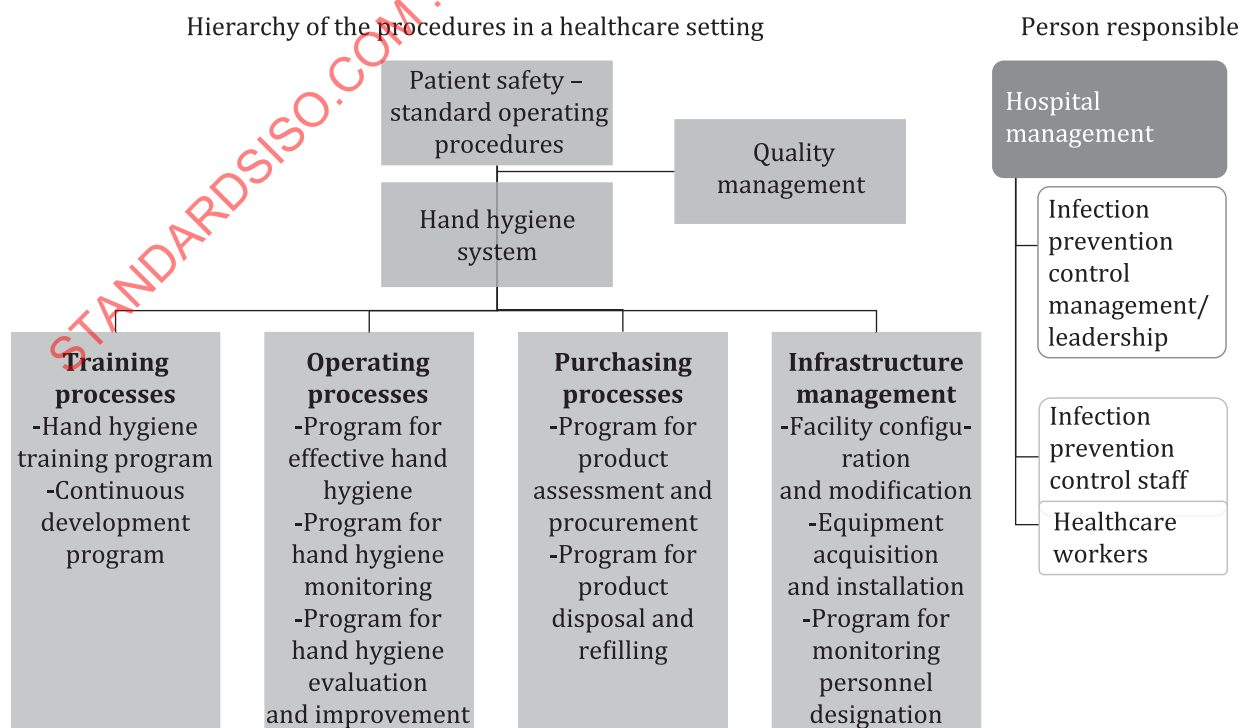 Hierarchy of the procedures in a healthcare setting
Person responsible
STANDARDSISO.COM
Patient safety –
standard operating
procedures
Quality
management
Hand hygiene
system
Training
processes
-Hand hygiene
training program
-Continuous
development
program
Operating
processes
-Program for
effective hand
hygiene
-Program for
hand hygiene
monitoring
-Program for
hand hygiene
evaluation
and improvement
Purchasing
processes
-Program for
product
assessment and
procurement
-Program for
product
disposal and
refilling
Infrastructure
management
-Facility configu-
ration
and modification
-Equipment
acquisition
and installation
-Program for
monitoring
personnel
designation
Hospital
management
Infection
prevention
control
management/
leadership
Infection
prevention
control staff
Healthcare
workers